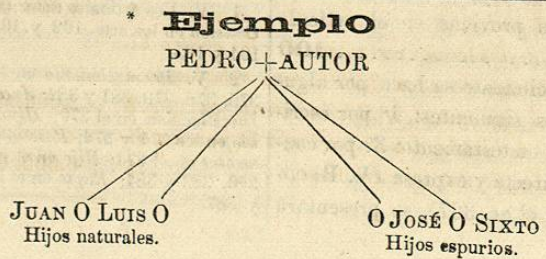 * Ejemplo
PEDRO+AUTOR
JUAN O LUIS O
Hijos naturales.
O JOSÉ O SIXTO
Hijos espurios.